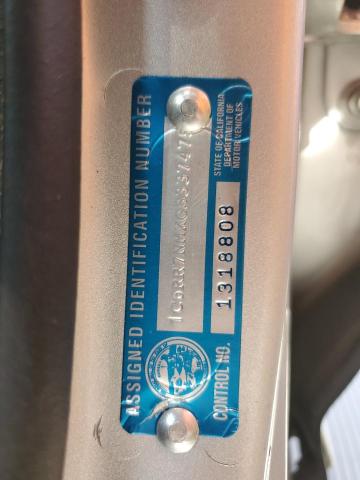 ASSIGNED IDENTIFICATION NUMBER
STATE OF CALIFORNIA
DEPARTMENT OF
MOTOR VEHICLES
CONTROL NO. 1318808